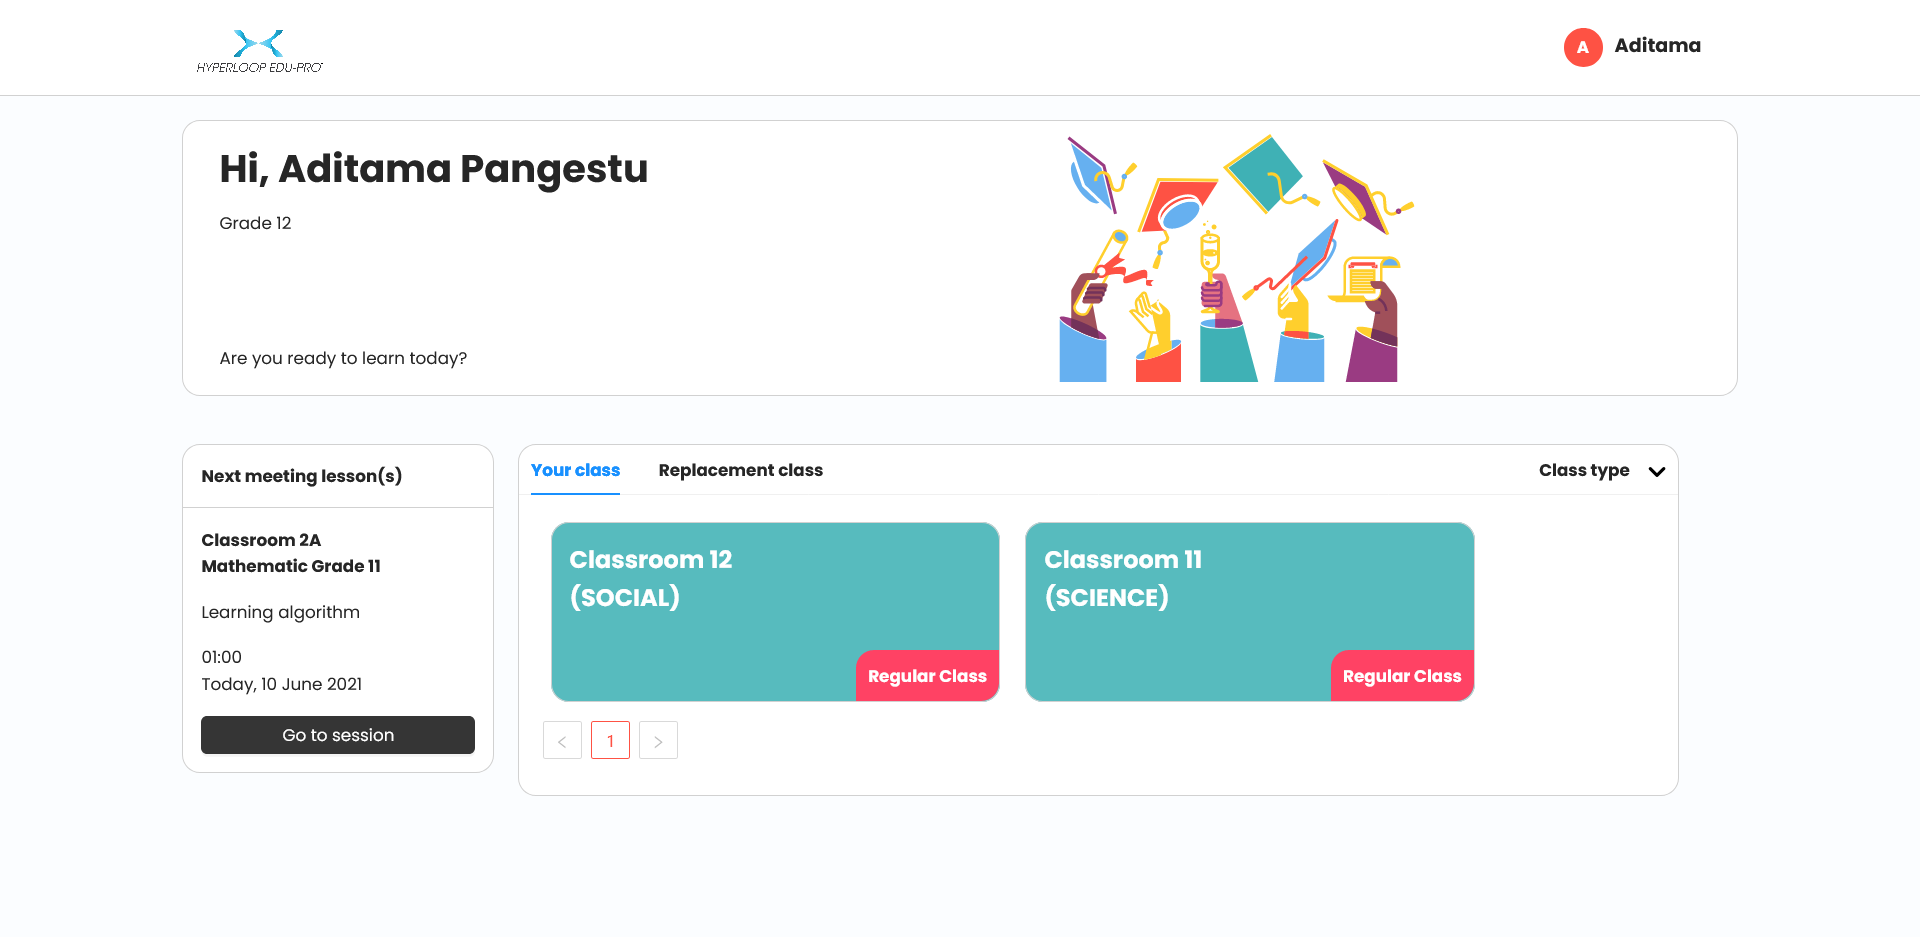 HYPERLOOP EDU-PRO
A Aditama
Hi, Aditama Pangestu
Grade 12
Are you ready to learn today?
Next meeting lesson(s)
Classroom 2A
Mathematic Grade 11
Learning algorithm
01:00
Today, 10 June 2021
Go to session
Your class Replacement class Class type
Classroom 12
(SOCIAL)
Regular Class
Classroom 11
(SCIENCE)
Regular Class
< 1 >